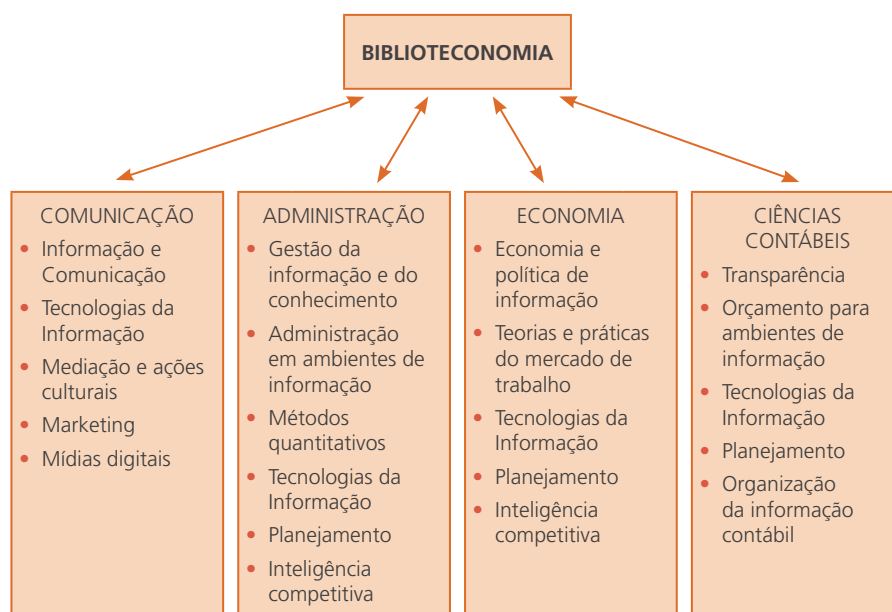 BIBLIOTECONOMIA
COMUNICAÇÃO
• Informação e
Comunicação
• Tecnologias da
Informação
• Mediação e ações
culturais
• Marketing
• Mídias digitais
ADMINISTRAÇÃO
• Gestão da
informação e do
conhecimento
• Administração
em ambientes de
informação
• Métodos
quantitativos
• Tecnologias da
Informação
• Planejamento
• Inteligência
competitiva
ECONOMIA
• Economia e
política de
informação
• Teorias e práticas
do mercado de
trabalho
• Tecnologias da
Informação
• Planejamento
• Inteligência
competitiva
CIÊNCIAS
CONTÁBEIS
• Transparência
• Orçamento para
ambientes de
informação
• Tecnologias da
Informação
• Planejamento
• Organização
da informação
contábil